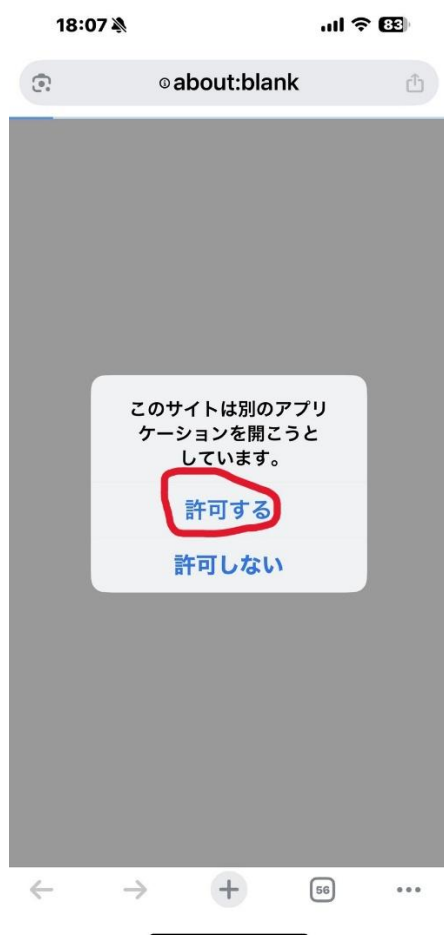 18:07
83
about:blank
このサイトは別のアプリ
ケーションを開こうと
しています。
許可する
許可しない
56